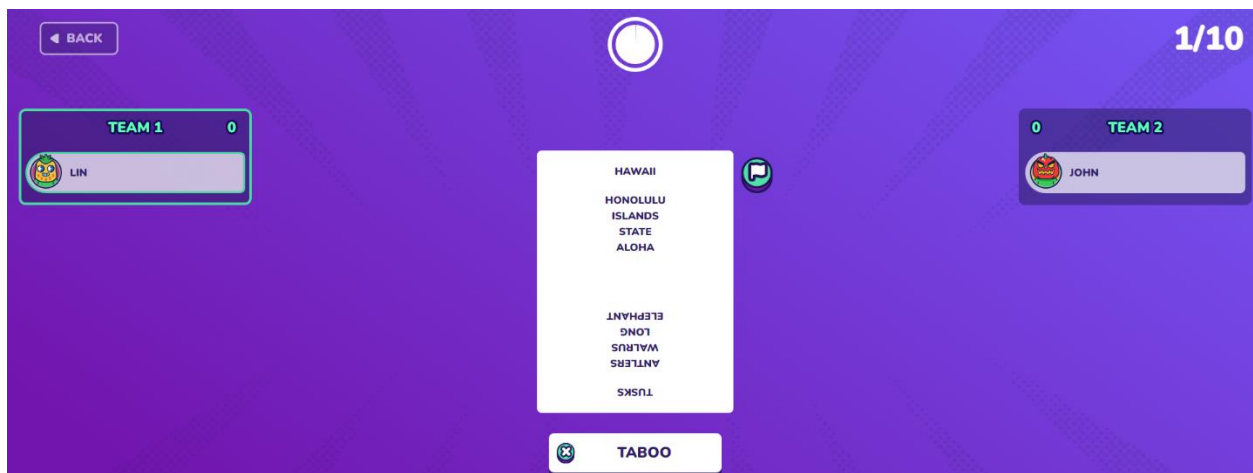 BACK
1/10
TEAM 1 0
LIN
0 TEAM 2
JOHN
HAWAII
HONOLULU
ISLANDS
STATE
ALOHA
TUSKS
ANTLERS
WALRUS
LONG
ELEPHANT
TABOO